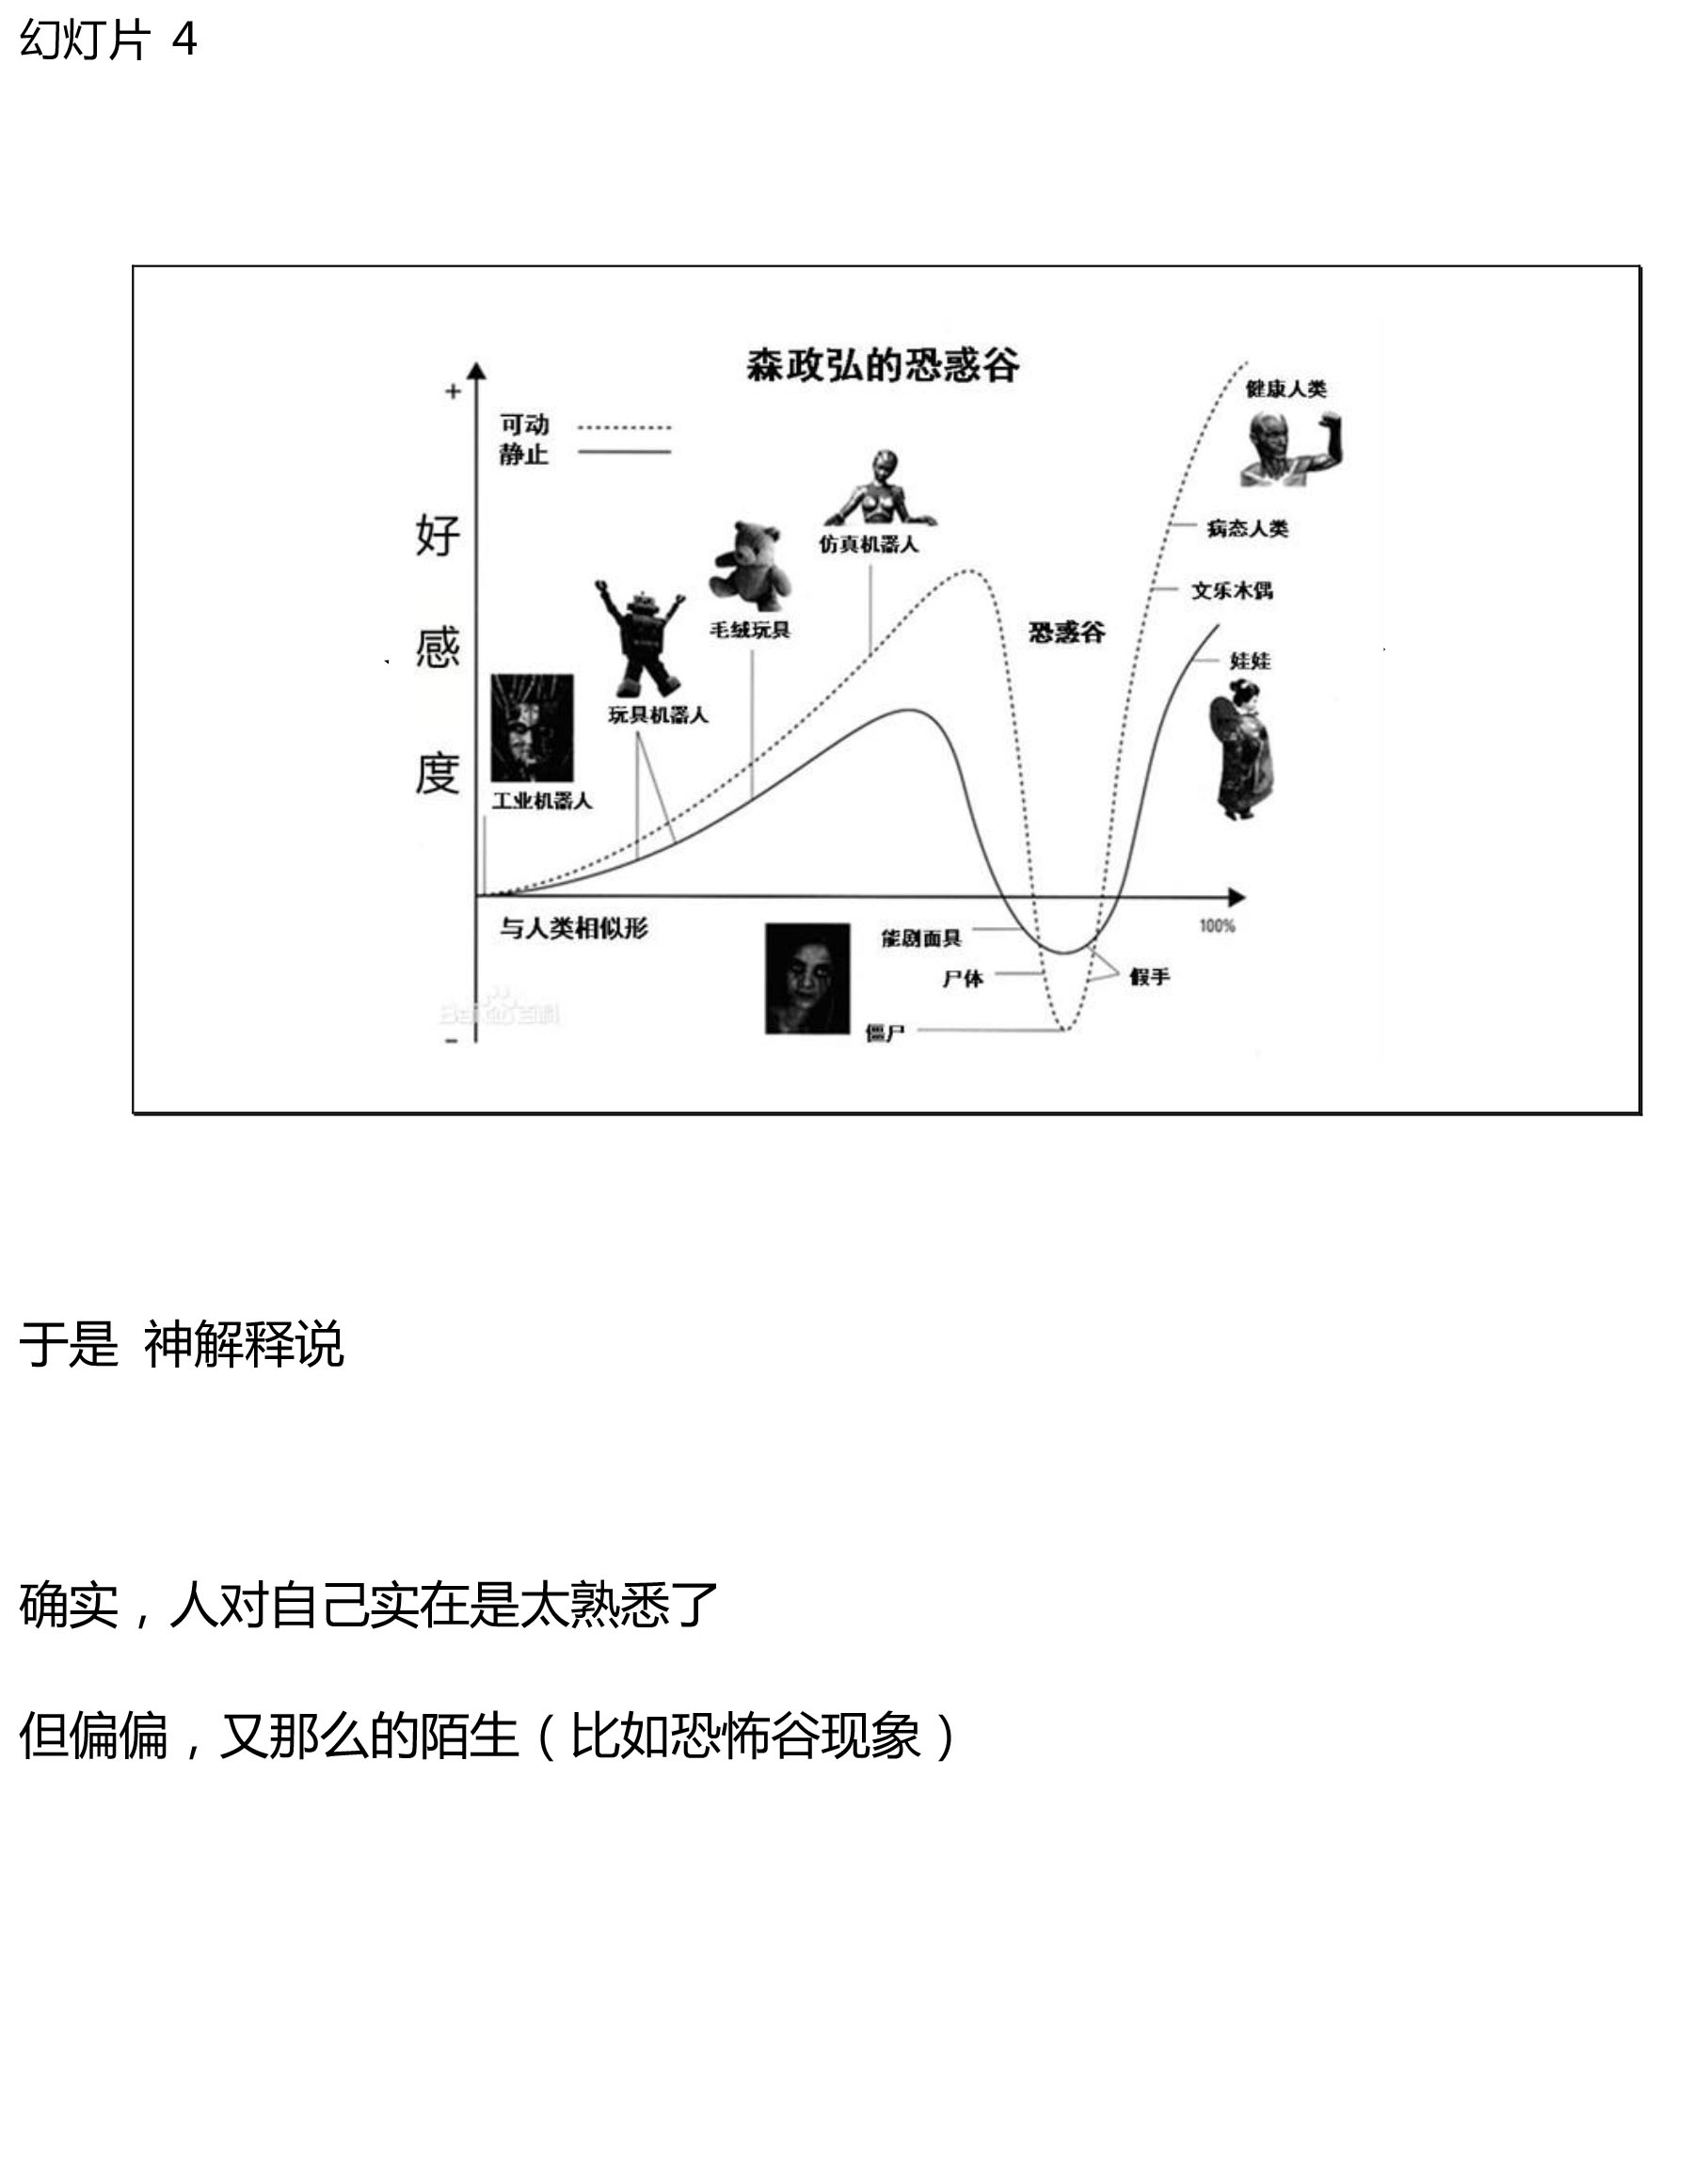 幻灯片 4
森政弘的恐惑谷
+
可动
静止
健康人类
好感度
仿真机器人
病态人类
文乐木偶
毛绒玩具
恐惑谷
娃娃
玩具机器人
工业机器人
与人类相似形
100%
能剧面具
尸体
假手
Bai 百科
僵尸
−
于是 神解释说
确实，人对自己实在是太熟悉了
但偏偏，又那么的陌生（比如恐怖谷现象）